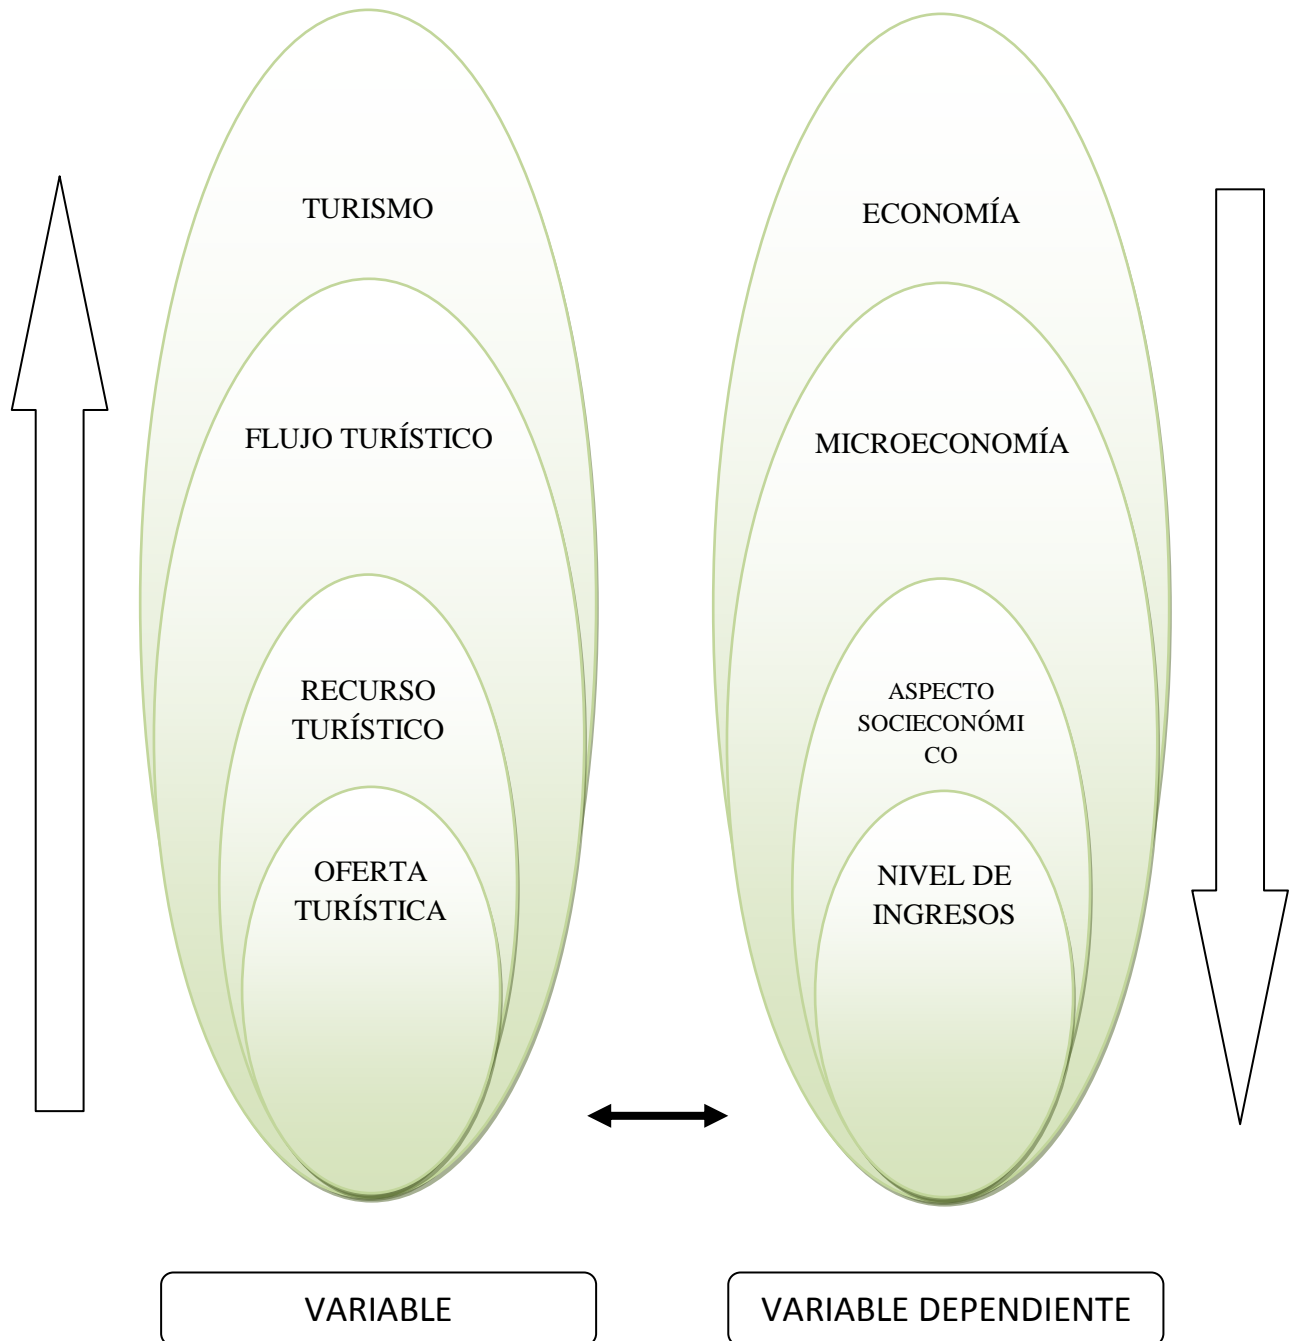 TURISMO
FLUJO TURÍSTICO
RECURSO
TURÍSTICO
OFERTA
TURÍSTICA
ECONOMÍA
MICROECONOMÍA
ASPECTO
SOCIECONÓMI
CO
NIVEL DE
INGRESOS
VARIABLE
VARIABLE DEPENDIENTE